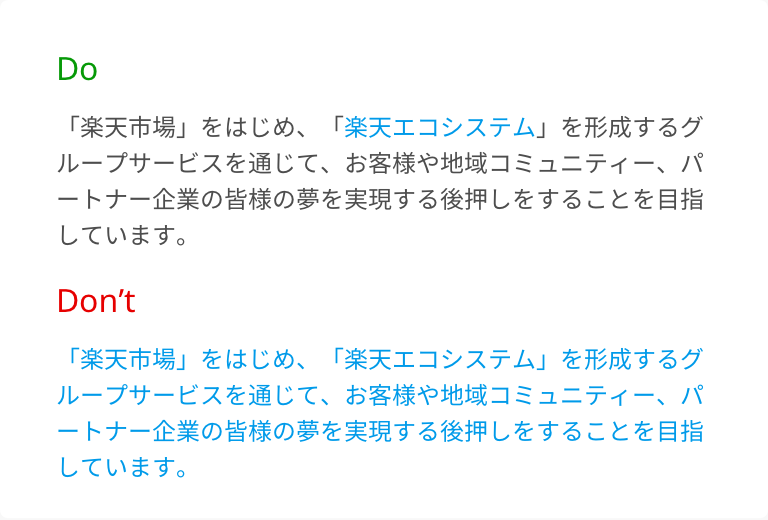 Do
「楽天市場」をはじめ、「楽天エコシステム」を形成するグ
ループサービスを通じて、お客様や地域コミュニティー、パ
ートナー企業の皆様の夢を実現する後押しをすることを目指
しています。
Don’t
「楽天市場」をはじめ、「楽天エコシステム」を形成するグ
ループサービスを通じて、お客様や地域コミュニティー、パ
ートナー企業の皆様の夢を実現する後押しをすることを目指
しています。